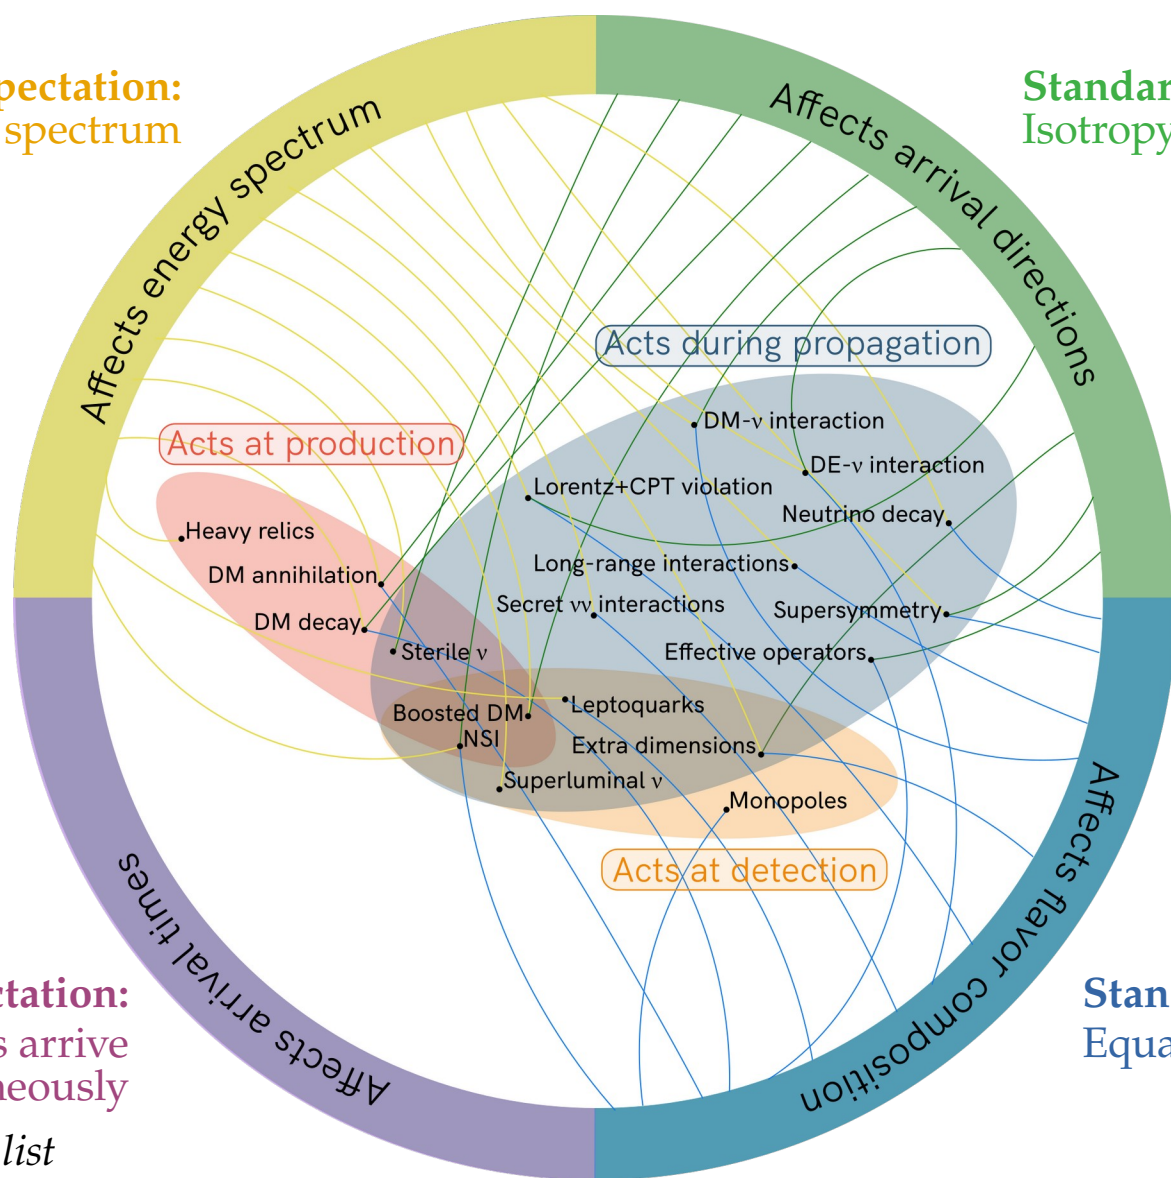 pectation:
spectrum
Standar
Isotropy
Affects energy spectrum
Affects arrival directions
Acts during propagation
DM-ν interaction
Acts at production
DE-ν interaction
Lorentz+CPT violation
Neutrino decay
Heavy relics
Long-range interactions
DM annihilation
Secret νν interactions
Supersymmetry
DM decay
Sterile ν
Effective operators
Leptoquarks
Boosted DM
NSI
Extra dimensions
Superluminal ν
Monopoles
Acts at detection
Affects arrival times
Affects flavor composition
ctation:
s arrive
neously
list
Stan
Equa